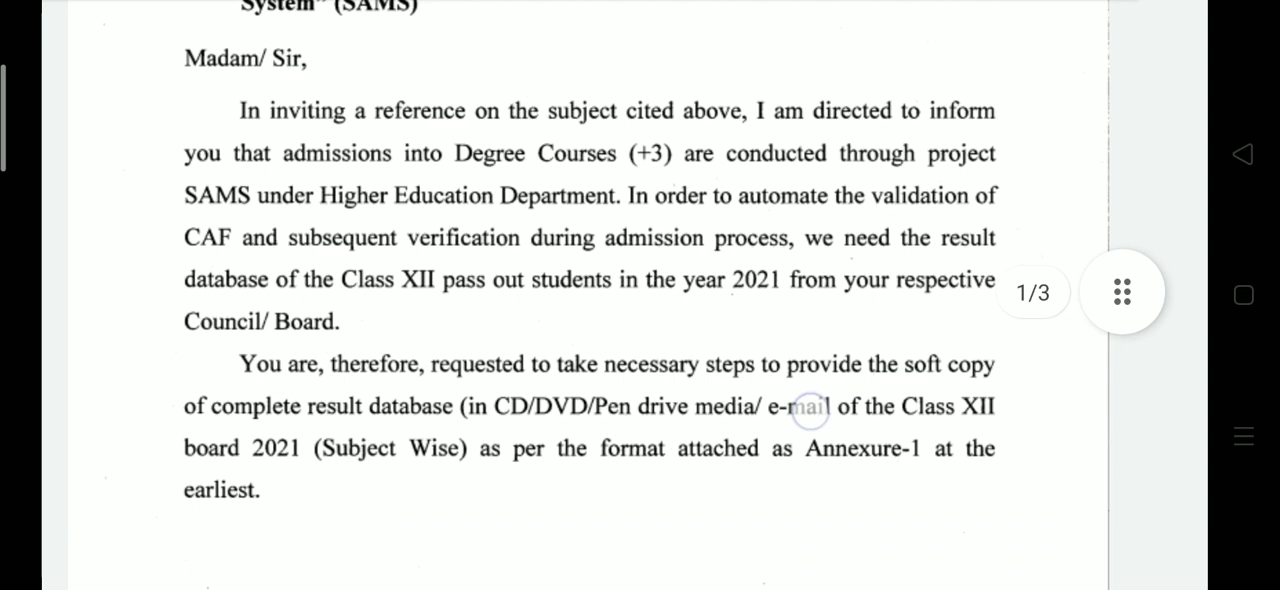 System" (SAMS)
Madam/ Sir,
In inviting a reference on the subject cited above, I am directed to inform
you that admissions into Degree Courses (+3) are conducted through project
SAMS under Higher Education Department. In order to automate the validation of
CAF and subsequent verification during admission process, we need the result
database of the Class XII pass out students in the year 2021 from your respective
Council/ Board.
1/3
You are, therefore, requested to take necessary steps to provide the soft copy
of complete result database (in CD/DVD/Pen drive media/ e-mail of the Class XII
board 2021 (Subject Wise) as per the format attached as Annexure-1 at the
earliest.